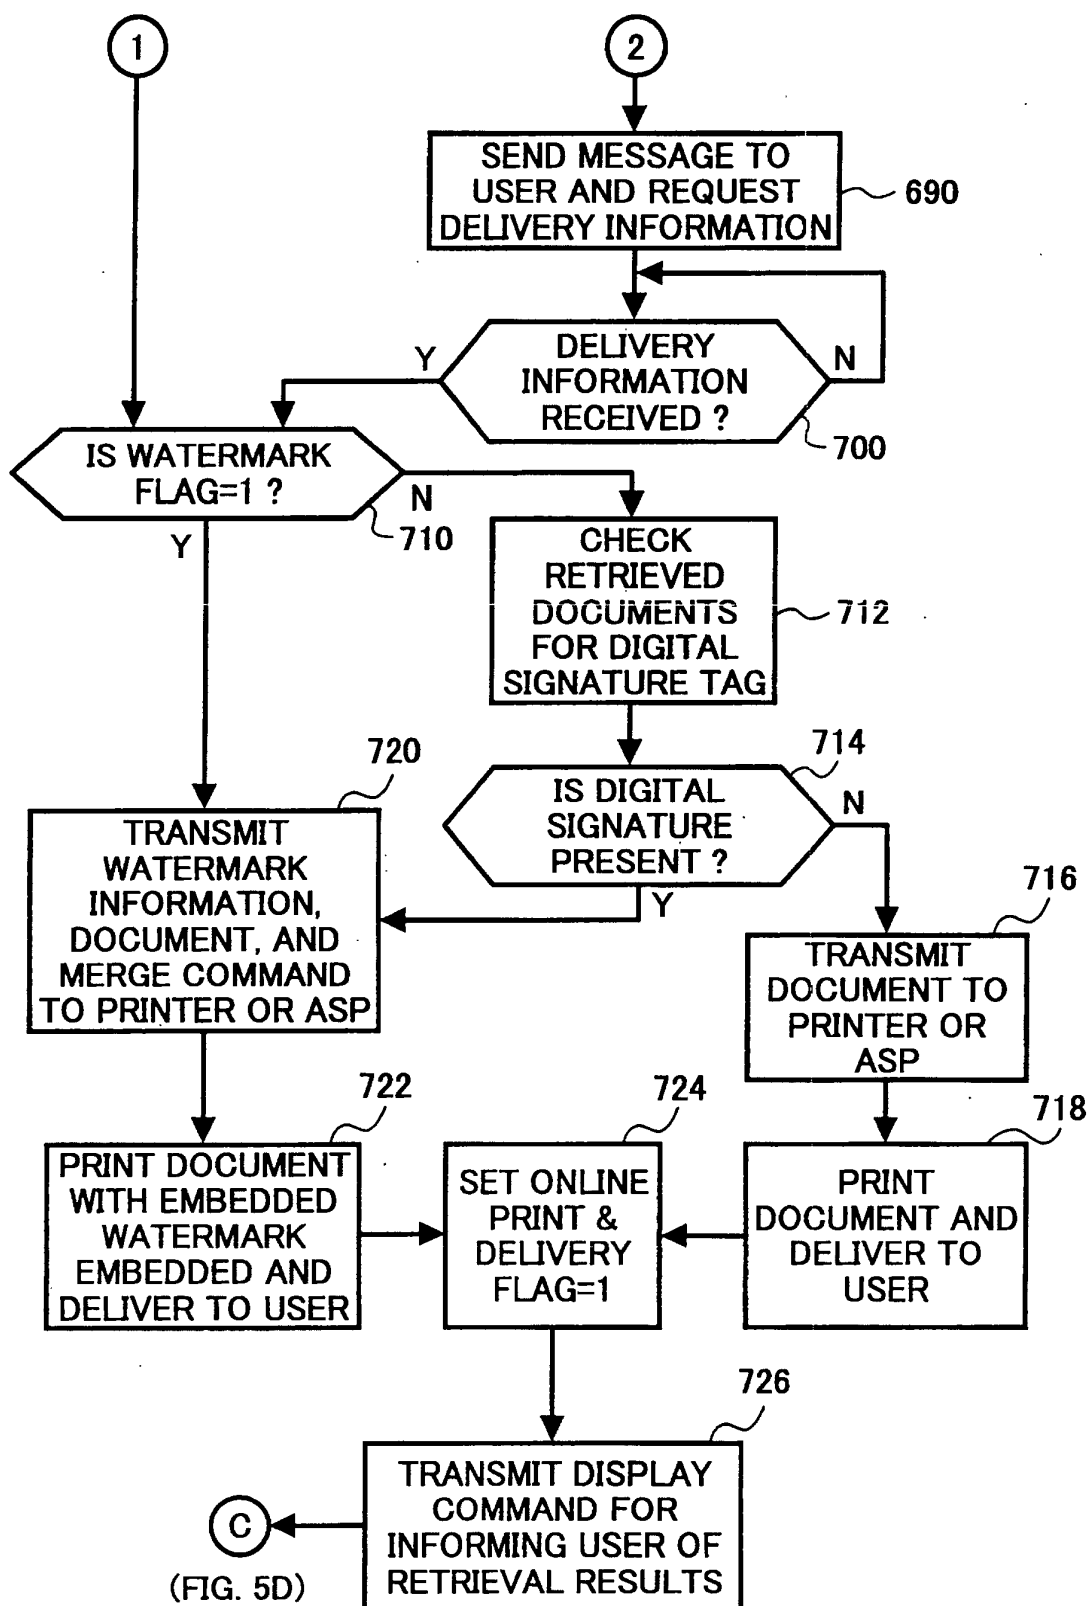 1
2
SEND MESSAGE TO
USER AND REQUEST
DELIVERY INFORMATION
690
DELIVERY
INFORMATION
RECEIVED ?
Y
N
700
IS WATERMARK
FLAG=1 ?
N
710
Y
CHECK
RETRIEVED
DOCUMENTS
FOR DIGITAL
SIGNATURE TAG
712
714
IS DIGITAL
SIGNATURE
PRESENT ?
N
Y
720
TRANSMIT
WATERMARK
INFORMATION,
DOCUMENT, AND
MERGE COMMAND
TO PRINTER OR ASP
716
TRANSMIT
DOCUMENT TO
PRINTER OR
ASP
722
PRINT DOCUMENT
WITH EMBEDDED
WATERMARK
EMBEDDED AND
DELIVER TO USER
724
SET ONLINE
PRINT &
DELIVERY
FLAG=1
718
PRINT
DOCUMENT AND
DELIVER TO
USER
726
TRANSMIT DISPLAY
COMMAND FOR
INFORMING USER OF
RETRIEVAL RESULTS
C
(FIG. 5D)